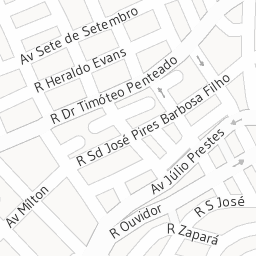 Av Sete de Setembro
R Heraldo Evans
R Dr Timóteo Penteado
R Sd José Pires Barbosa Filho
Av Júlio Prestes
Av Milton
R Ouvidor
R S José
R Zapará